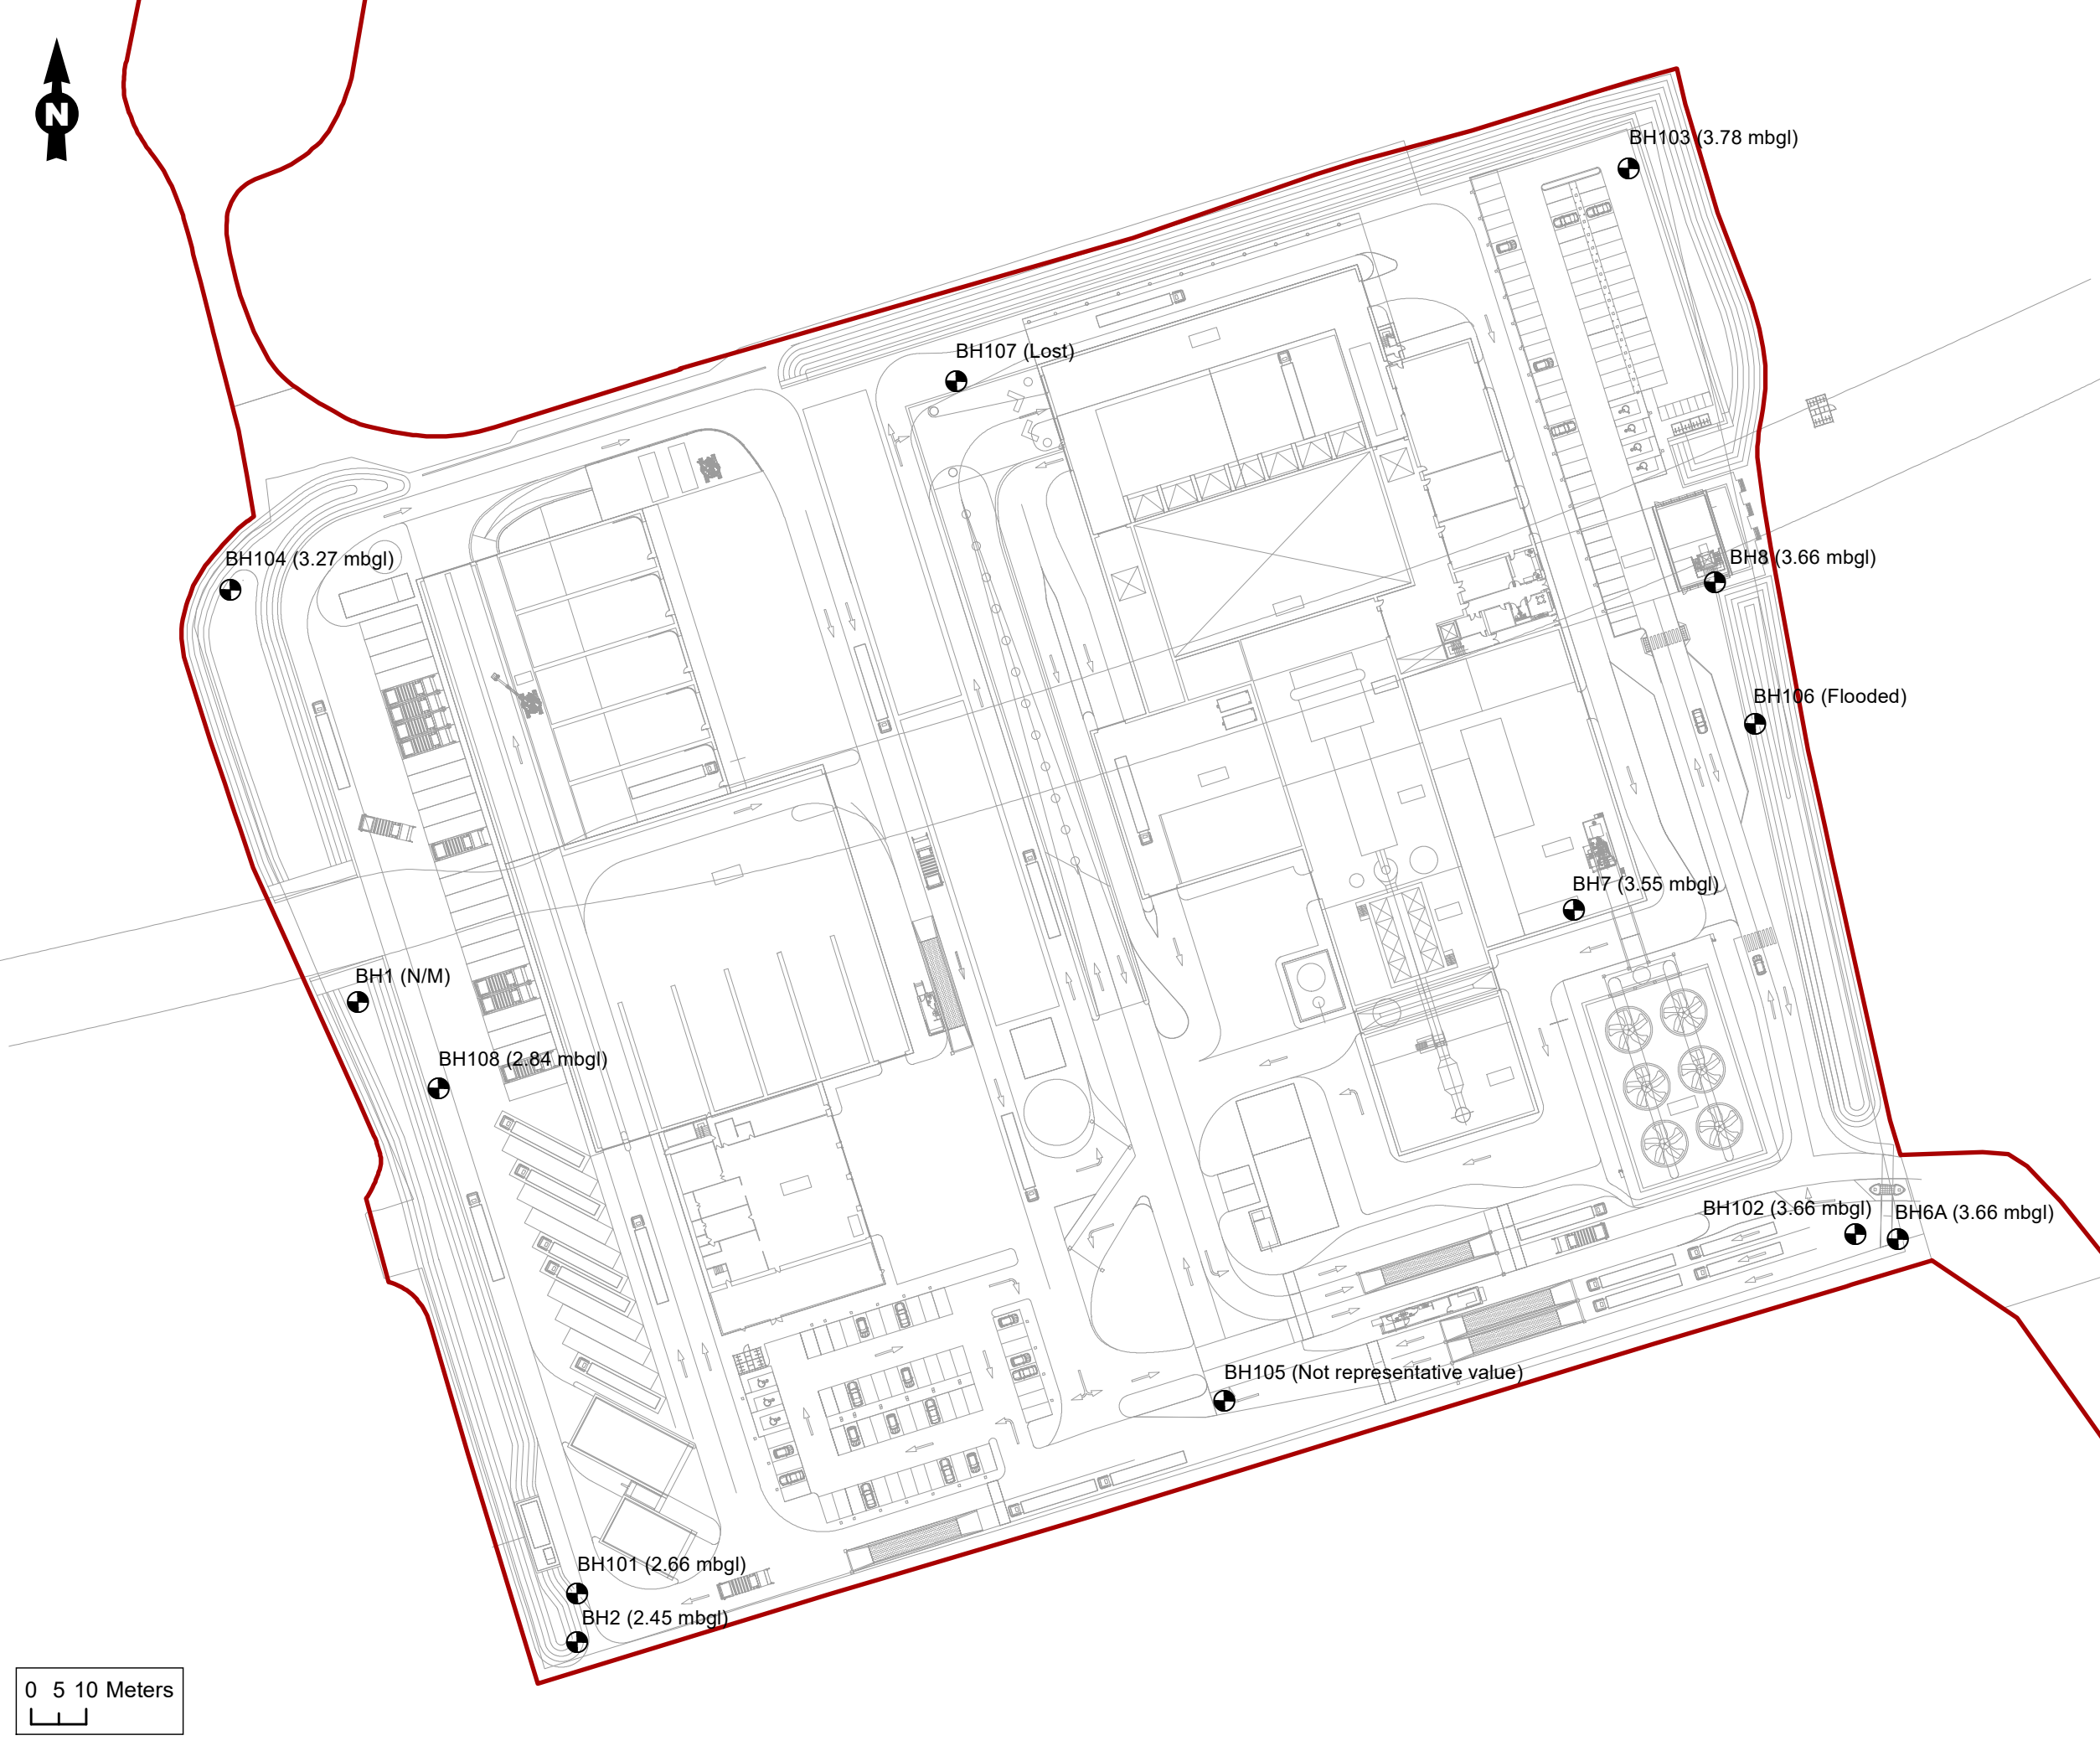 N
BH103 (3.78 mbgl)
BH107 (Lost)
BH104 (3.27 mbgl)
BH8 (3.66 mbgl)
BH106 (Flooded)
BH7 (3.55 mbgl)
BH1 (N/M)
BH108 (2.84 mbgl)
BH102 (3.66 mbgl)
BH6A (3.66 mbgl)
BH105 (Not representative value)
BH101 (2.66 mbgl)
BH2 (2.45 mbgl)
0 5 10 Meters